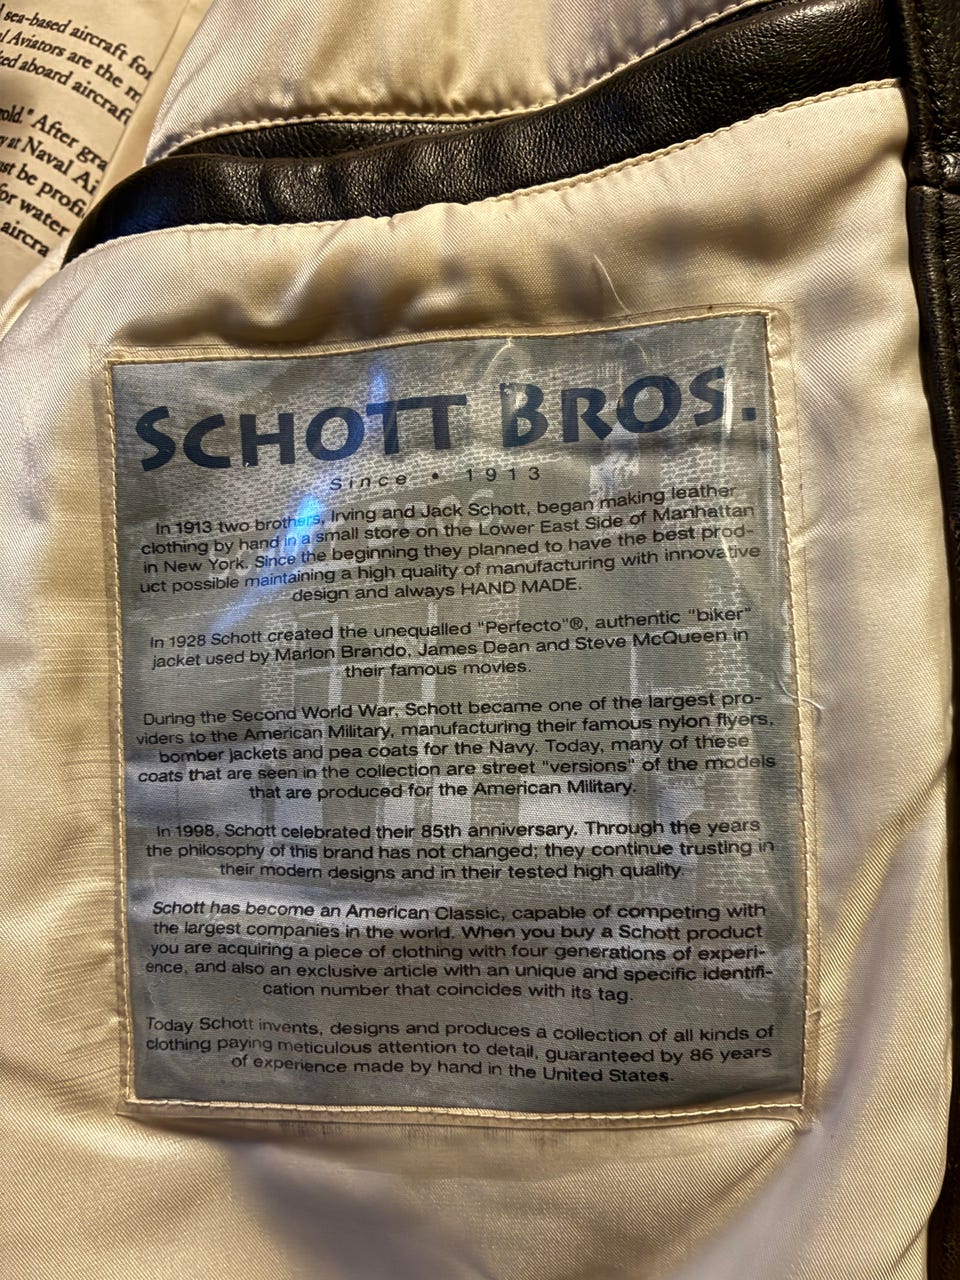 sea-based aircraft for
Aviators are the m
aboard aircraft
After gra
at Naval Ai
be profi
for water
aircra
SCHOTT BROS.
Since • 1913
In 1913 two brothers, Irving and Jack Schott, began making leather
clothing by hand in a small store on the Lower East Side of Manhattan
in New York. Since the beginning they planned to have the best prod-
uct possible maintaining a high quality of manufacturing with innovative
design and always HAND MADE.
In 1928 Schott created the unequalled "Perfecto"®, authentic "biker"
jacket used by Marlon Brando, James Dean and Steve McQueen in
their famous movies.
During the Second World War, Schott became one of the largest pro-
viders to the American Military, manufacturing their famous nylon flyers,
bomber jackets and pea coats for the Navy. Today, many of these
coats that are seen in the collection are street "versions" of the models
that are produced for the American Military.
In 1998, Schott celebrated their 85th anniversary. Through the years
the philosophy of this brand has not changed; they continue trusting in
their modern designs and in their tested high quality.
Schott has become an American Classic, capable of competing with
the largest companies in the world. When you buy a Schott product
you are acquiring a piece of clothing with four generations of experi-
ence, and also an exclusive article with an unique and specific identifi-
cation number that coincides with its tag.
Today Schott invents, designs and produces a collection of all kinds of
clothing paying meticulous attention to detail, guaranteed by 86 years
of experience made by hand in the United States.